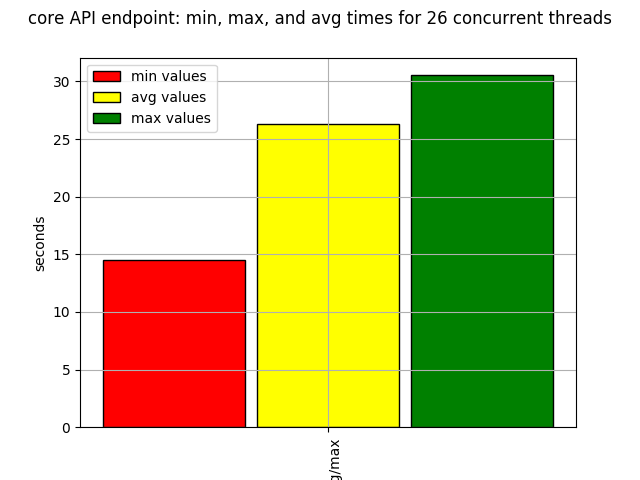 core API endpoint: min, max, and avg times for 26 concurrent threads
min values
avg values
max values
30
25
20
15
10
5
0
seconds
g/max